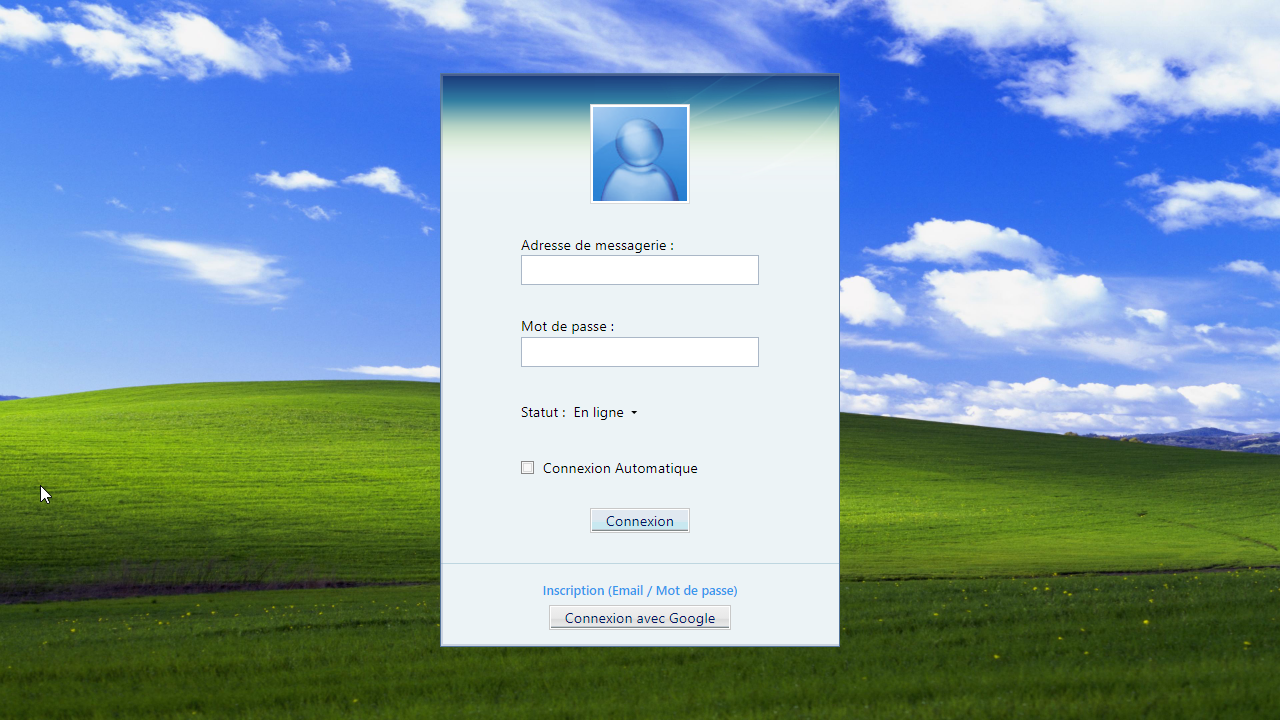 Adresse de messagerie :
Mot de passe :
Statut : En ligne
Connexion Automatique
Connexion
Inscription (Email / Mot de passe)
Connexion avec Google